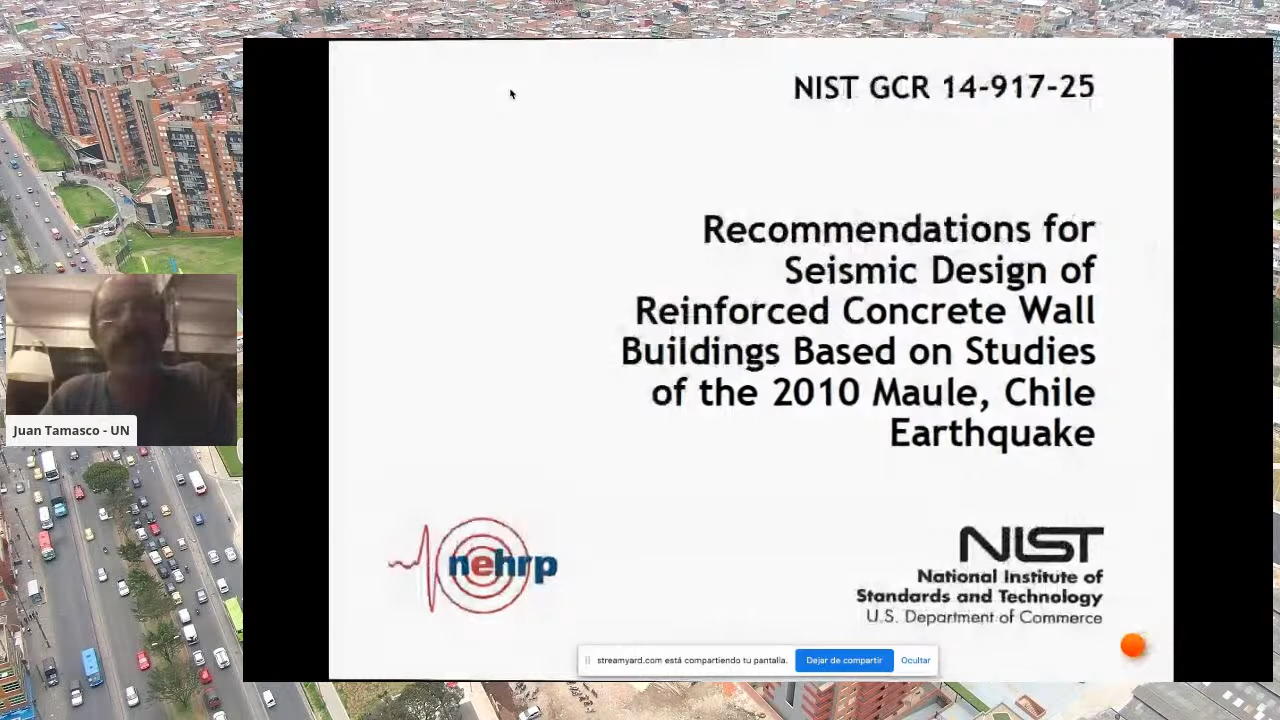 NIST GCR 14-917-25
Recommendations for
Seismic Design of
Reinforced Concrete Wall
Buildings Based on Studies
of the 2010 Maule, Chile
Earthquake
nehrp
NIST
National Institute of
Standards and Technology
U.S. Department of Commerce
Juan Tamasco - UN
streamyard.com está compartiendo tu pantalla.
Dejar de compartir
Ocultar